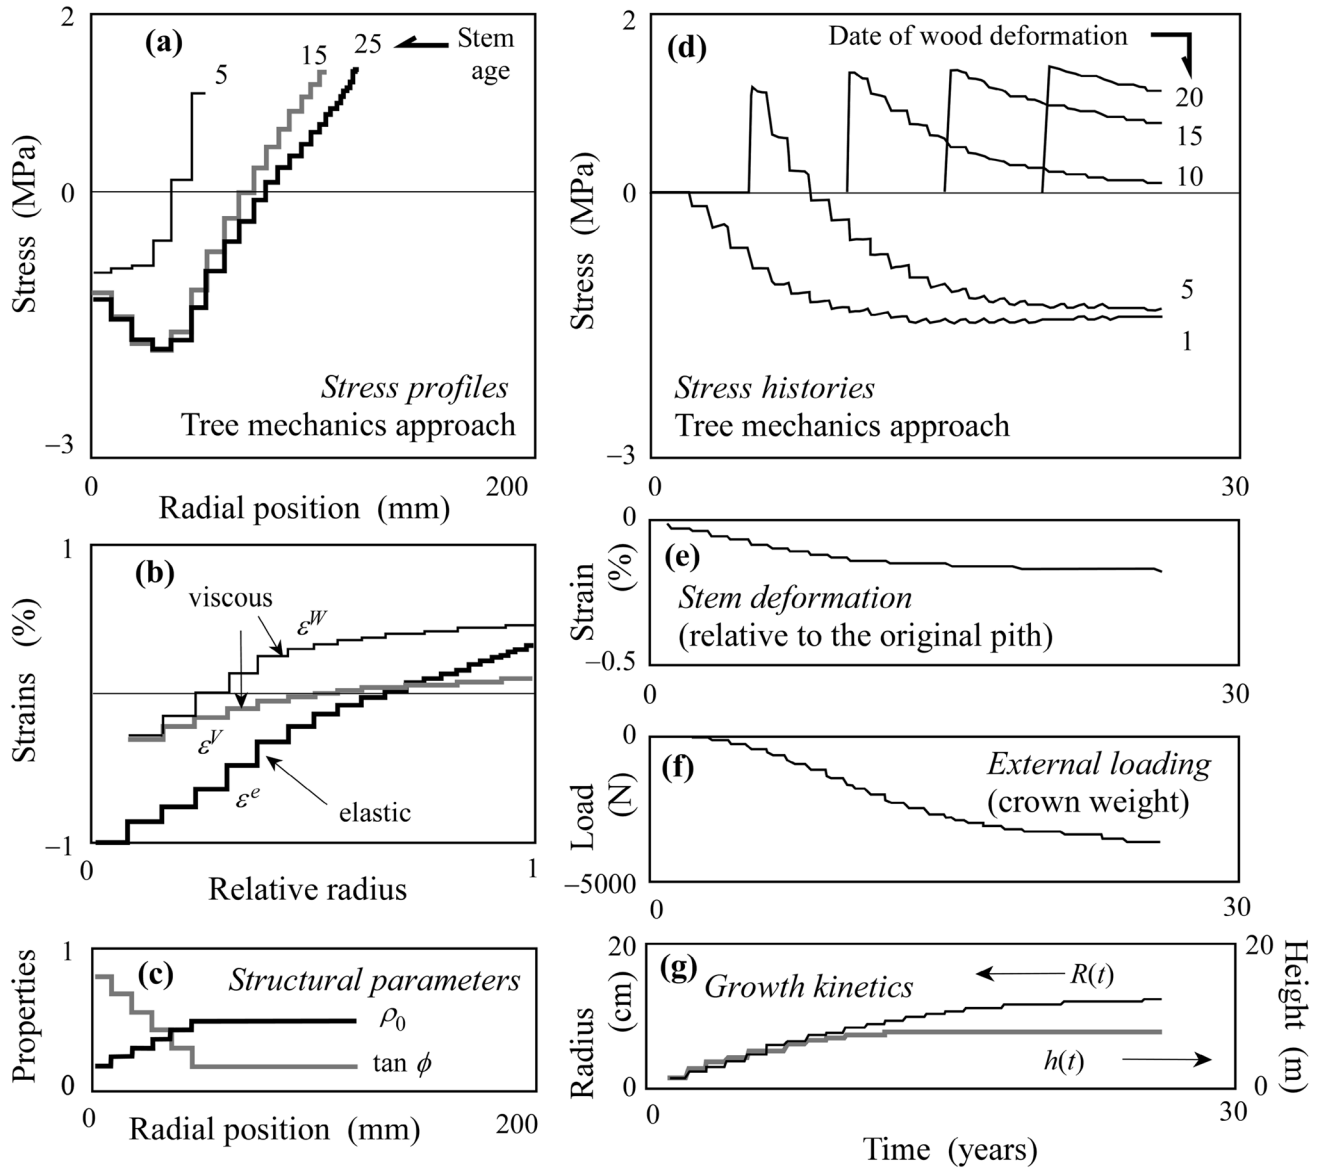 2
(a)
5
15
25
Stem
age
0
Stress (MPa)
Stress profiles
Tree mechanics approach
−3
0
200
Radial position (mm)
2
(d)
Date of wood deformation
20
15
10
0
Stress (MPa)
5
1
Stress histories
Tree mechanics approach
−3
0
30
1
(b)
viscous
εW
Strains (%)
εV
εe
elastic
−1
0
1
Relative radius
0
(e)
Strain
(%)
Stem deformation
(relative to the original pith)
−0.5
0
30
0
(f)
Load
(N)
External loading
(crown weight)
−5000
0
30
1
(c)
Structural parameters
Properties
ρ0
tan ϕ
0
0
200
Radial position (mm)
20
(g)
Growth kinetics
R(t)
20
Radius
(cm)
Height (m)
h(t)
0
0
0
30
Time (years)